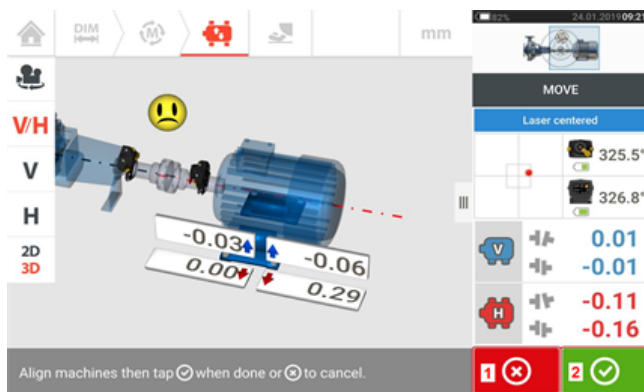 82%
24.01.2019 09:21
DIM
M
mm
MOVE
Laser centered
325.5°
326.8°
V/H
V
H
2D
3D
-0.03
-0.06
0.00
0.29
V
0.01
-0.01
H
-0.11
-0.16
Align machines then tap when done or to cancel.
1
2